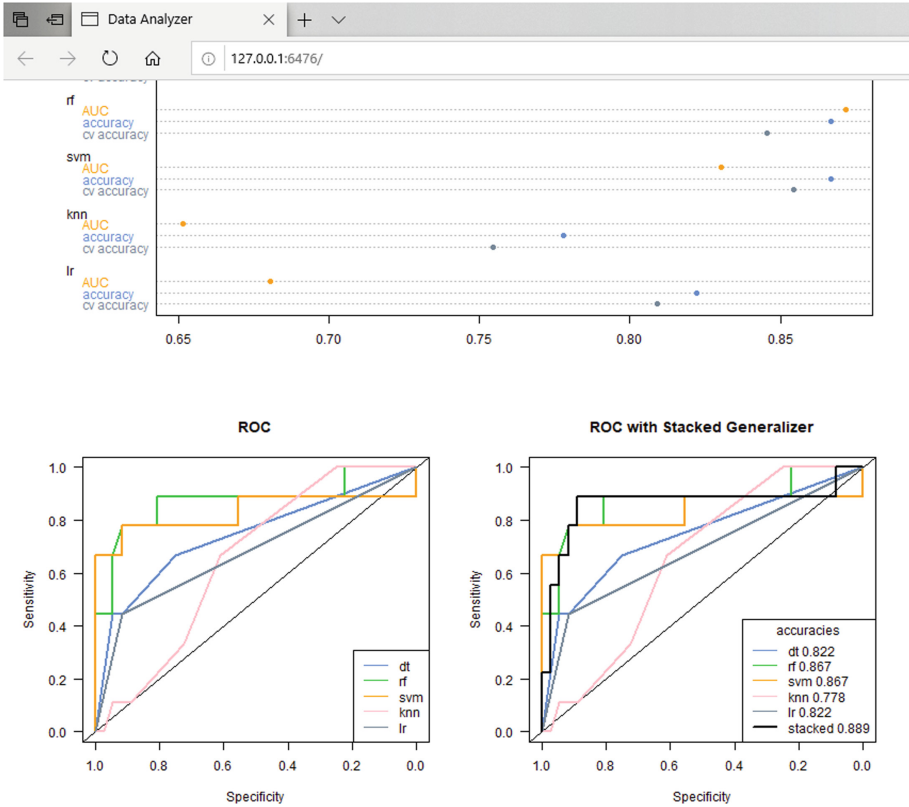 Data Analyzer
127.0.0.1:6476/
cv accuracy
rf
AUC
accuracy
cv accuracy
svm
AUC
accuracy
cv accuracy
knn
AUC
accuracy
cv accuracy
lr
AUC
accuracy
cv accuracy
0.65 0.70 0.75 0.80 0.85
ROC
1.0
0.8
0.6
0.4
0.2
0.0
Sensitivity
dt
rf
svm
knn
lr
1.0 0.8 0.6 0.4 0.2 0.0
Specificity
ROC with Stacked Generalizer
1.0
0.8
0.6
0.4
0.2
0.0
Sensitivity
accuracies
dt 0.822
rf 0.867
svm 0.867
knn 0.778
lr 0.822
stacked 0.889
1.0 0.8 0.6 0.4 0.2 0.0
Specificity